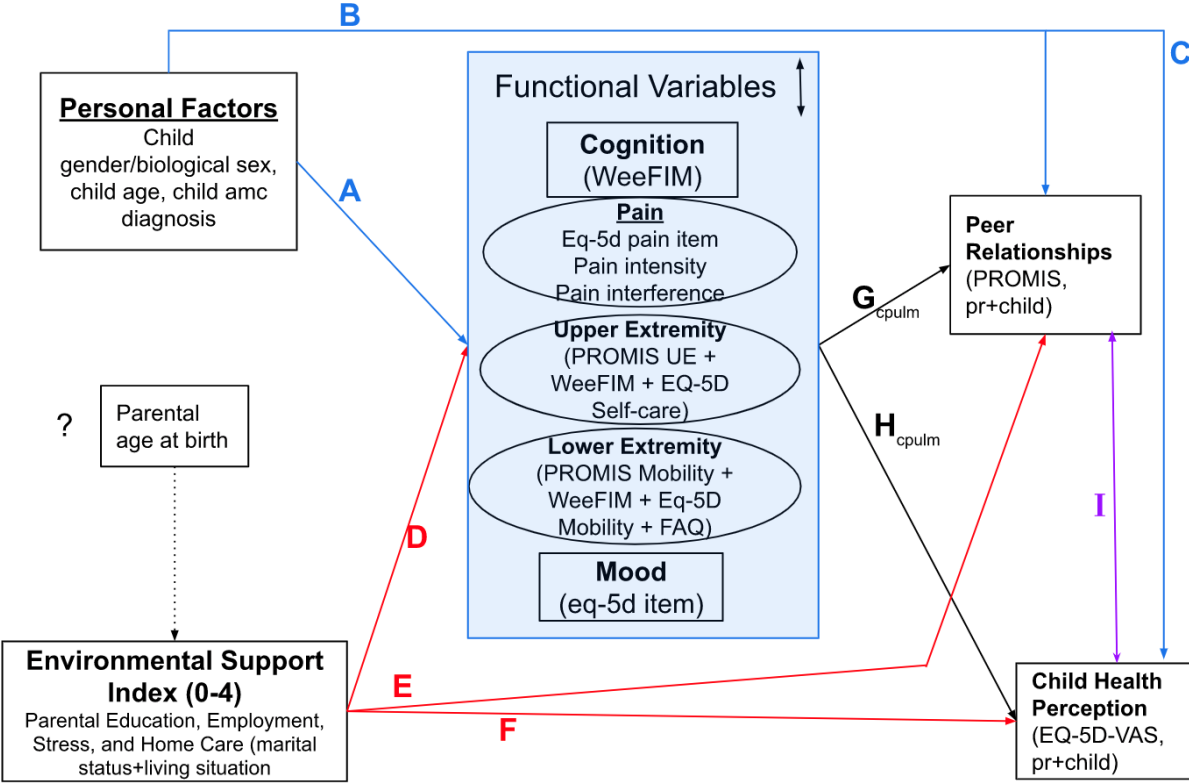 B
C
Personal Factors
Child
gender/biological sex,
child age, child amc
diagnosis
A
Functional Variables
Cognition
(WeeFIM)
Pain
Eq-5d pain item
Pain intensity
Pain interference
Upper Extremity
(PROMIS UE +
WeeFIM + EQ-5D
Self-care)
Lower Extremity
(PROMIS Mobility +
WeeFIM + Eq-5D
Mobility + FAQ)
Mood
(eq-5d item)
G cpulm
H cpulm
Peer
Relationships
(PROMIS,
pr+child)
I
?
Parental
age at birth
D
E
F
Environmental Support
Index (0-4)
Parental Education, Employment,
Stress, and Home Care (marital
status+living situation
Child Health
Perception
(EQ-5D-VAS,
pr+child)